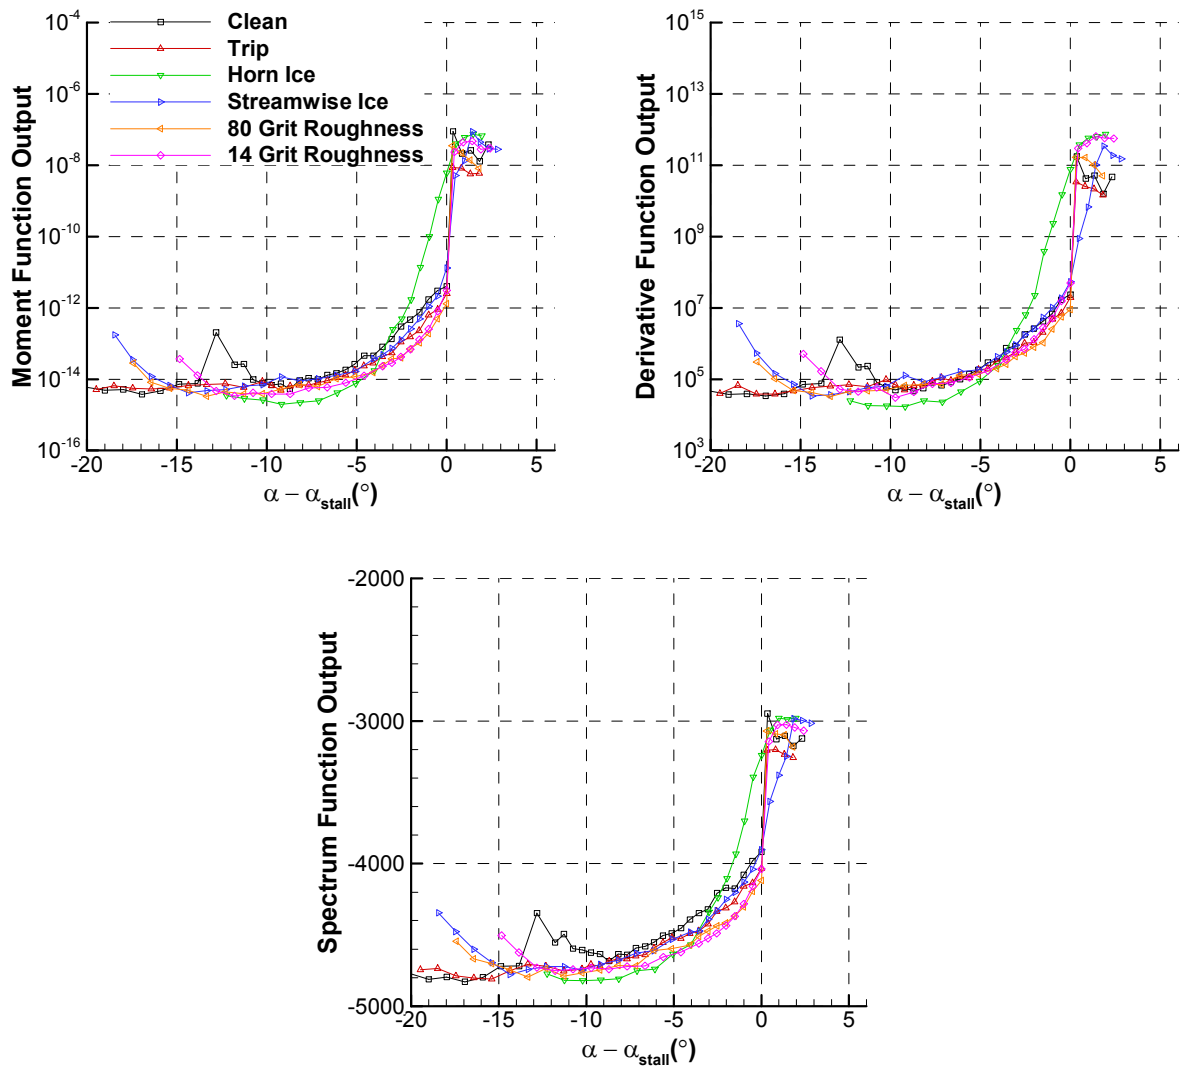 Moment Function Output
10^-4
10^-6
10^-8
10^-10
10^-12
10^-14
10^-16
Clean
Trip
Horn Ice
Streamwise Ice
80 Grit Roughness
14 Grit Roughness
-20 -15 -10 -5 0 5
α – α_stall(°)
Derivative Function Output
10^15
10^13
10^11
10^9
10^7
10^5
10^3
-20 -15 -10 -5 0 5
α – α_stall(°)
Spectrum Function Output
-2000
-3000
-4000
-5000
-20 -15 -10 -5 0 5
α – α_stall(°)